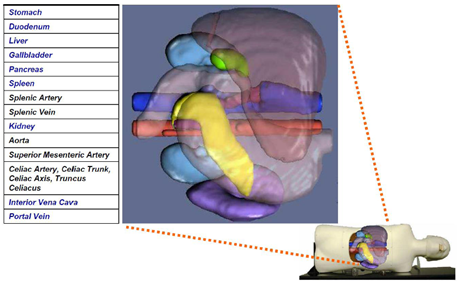 Stomach
Duodenum
Liver
Gallbladder
Pancreas
Spleen
Splenic Artery
Splenic Vein
Kidney
Aorta
Superior Mesenteric Artery
Celiac Artery, Celiac Trunk,
Celiac Axis, Truncus
Celiacus
Interior Vena Cava
Portal Vein